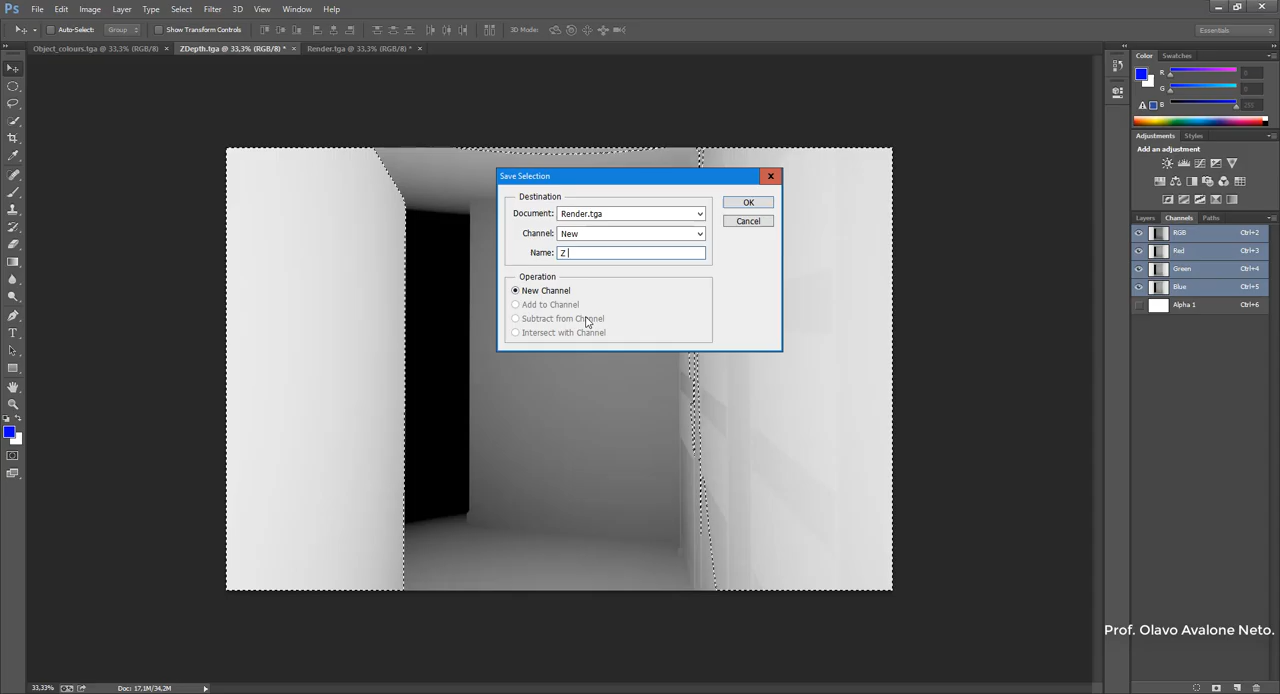 Ps File Edit Image Layer Type Select Filter 3D View Window Help
Auto-Select: Group Show Transform Controls 3D Mode: Essentials
Object_colours.tga @ 33,3% (RGB/8) × ZDepth.tga @ 33,3% (RGB/8) * × Render.tga @ 33,3% (RGB/8) * ×
Color Swatches
R 0
G 0
B 255
Adjustments Styles
Add an adjustment
Layers Channels Paths
RGB Ctrl+2
Red Ctrl+3
Green Ctrl+4
Blue Ctrl+5
Alpha 1 Ctrl+6
Save Selection
Destination
Document: Render.tga
Channel: New
Name: Z
OK
Cancel
Operation
New Channel
Add to Channel
Subtract from Channel
Intersect with Channel
Prof. Olavo Avalone Neto.
33,33% Doc: 17,1M/34,2M